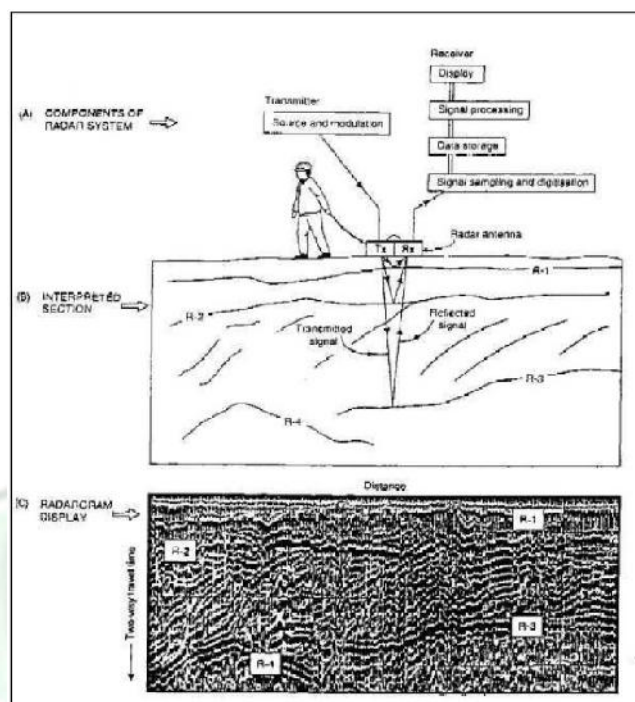 Receiver
Display
Transmitter
(A) COMPONENTS OF
RADAR SYSTEM
Source and modulation
Signal processing
Data storage
Signal sampling and digitisation
Tx
Rx
Radar antenna
(B) INTERPRETED
SECTION
R-1
R-2
Transmitted
signal
Reflected
signal
R-3
R-4
Distance
(C) RADARGRAM
DISPLAY
R-1
R-2
Two-way travel time
R-3
R-4